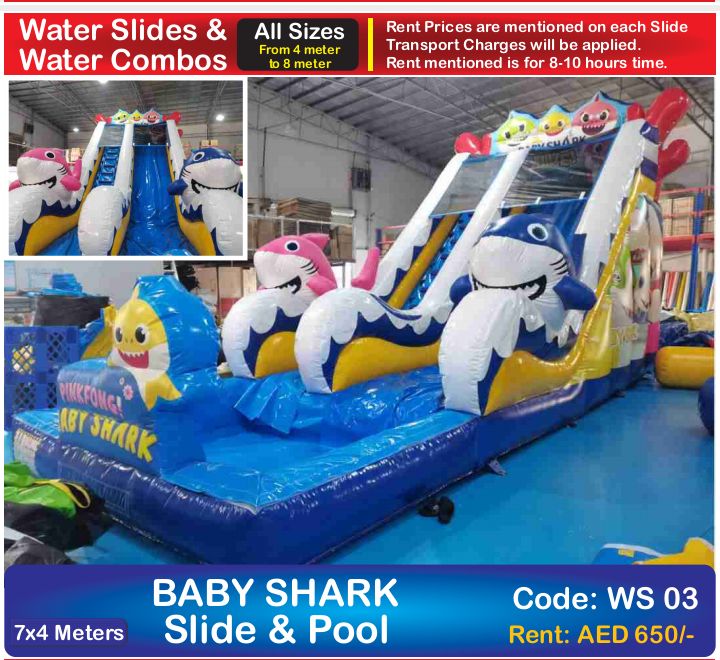 Water Slides &
Water Combos
All Sizes
From 4 meter
to 8 meter
Rent Prices are mentioned on each Slide
Transport Charges will be applied.
Rent mentioned is for 8-10 hours time.
BABY SHARK
PINKFONG!
BABY SHARK
BABY SHARK
Slide & Pool
7x4 Meters
Code: WS 03
Rent: AED 650/-